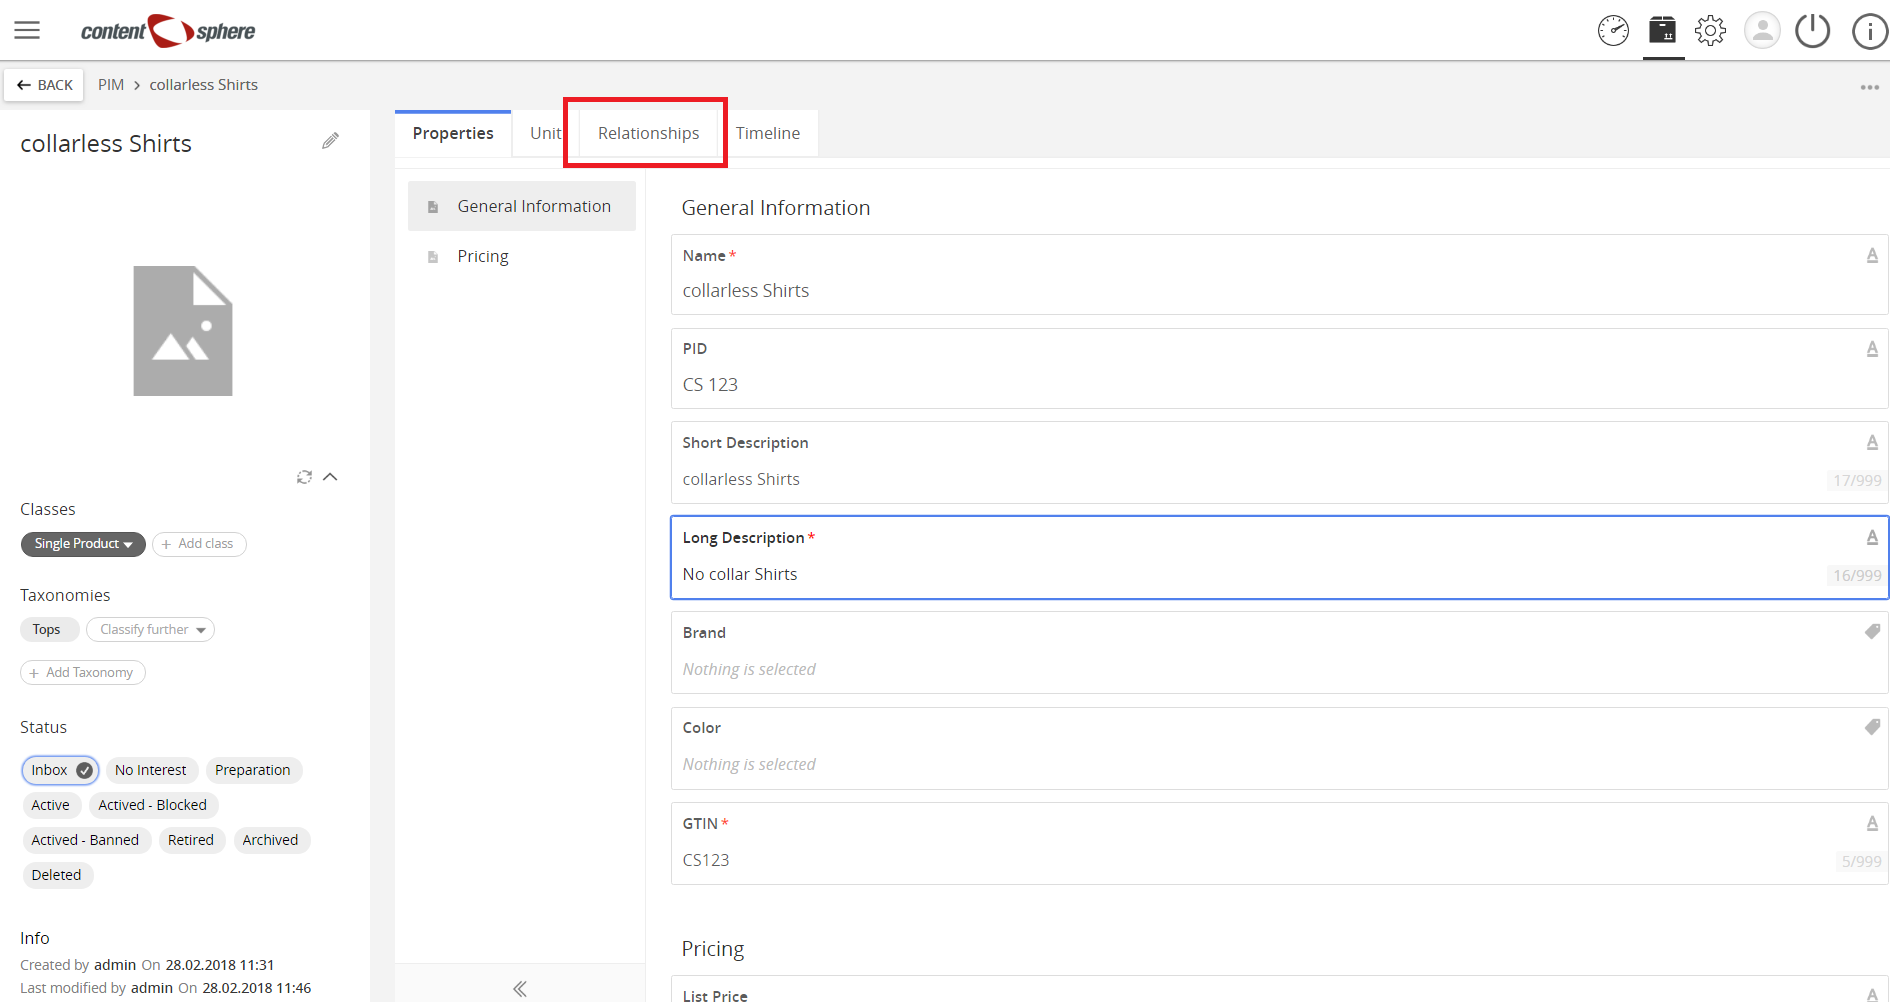 content sphere
BACK PIM > collarless Shirts
collarless Shirts
Classes
Single Product
+ Add class
Taxonomies
Tops
Classify further
+ Add Taxonomy
Status
Inbox
No Interest
Preparation
Active
Actived - Blocked
Actived - Banned
Retired
Archived
Deleted
Info
Created by admin On 28.02.2018 11:31
Last modified by admin On 28.02.2018 11:46
Properties
Unit
Relationships
Timeline
General Information
Pricing
General Information
Name *
collarless Shirts
PID
CS 123
Short Description
collarless Shirts
17/999
Long Description *
No collar Shirts
16/999
Brand
Nothing is selected
Color
Nothing is selected
GTIN *
CS123
5/999
Pricing
List Price